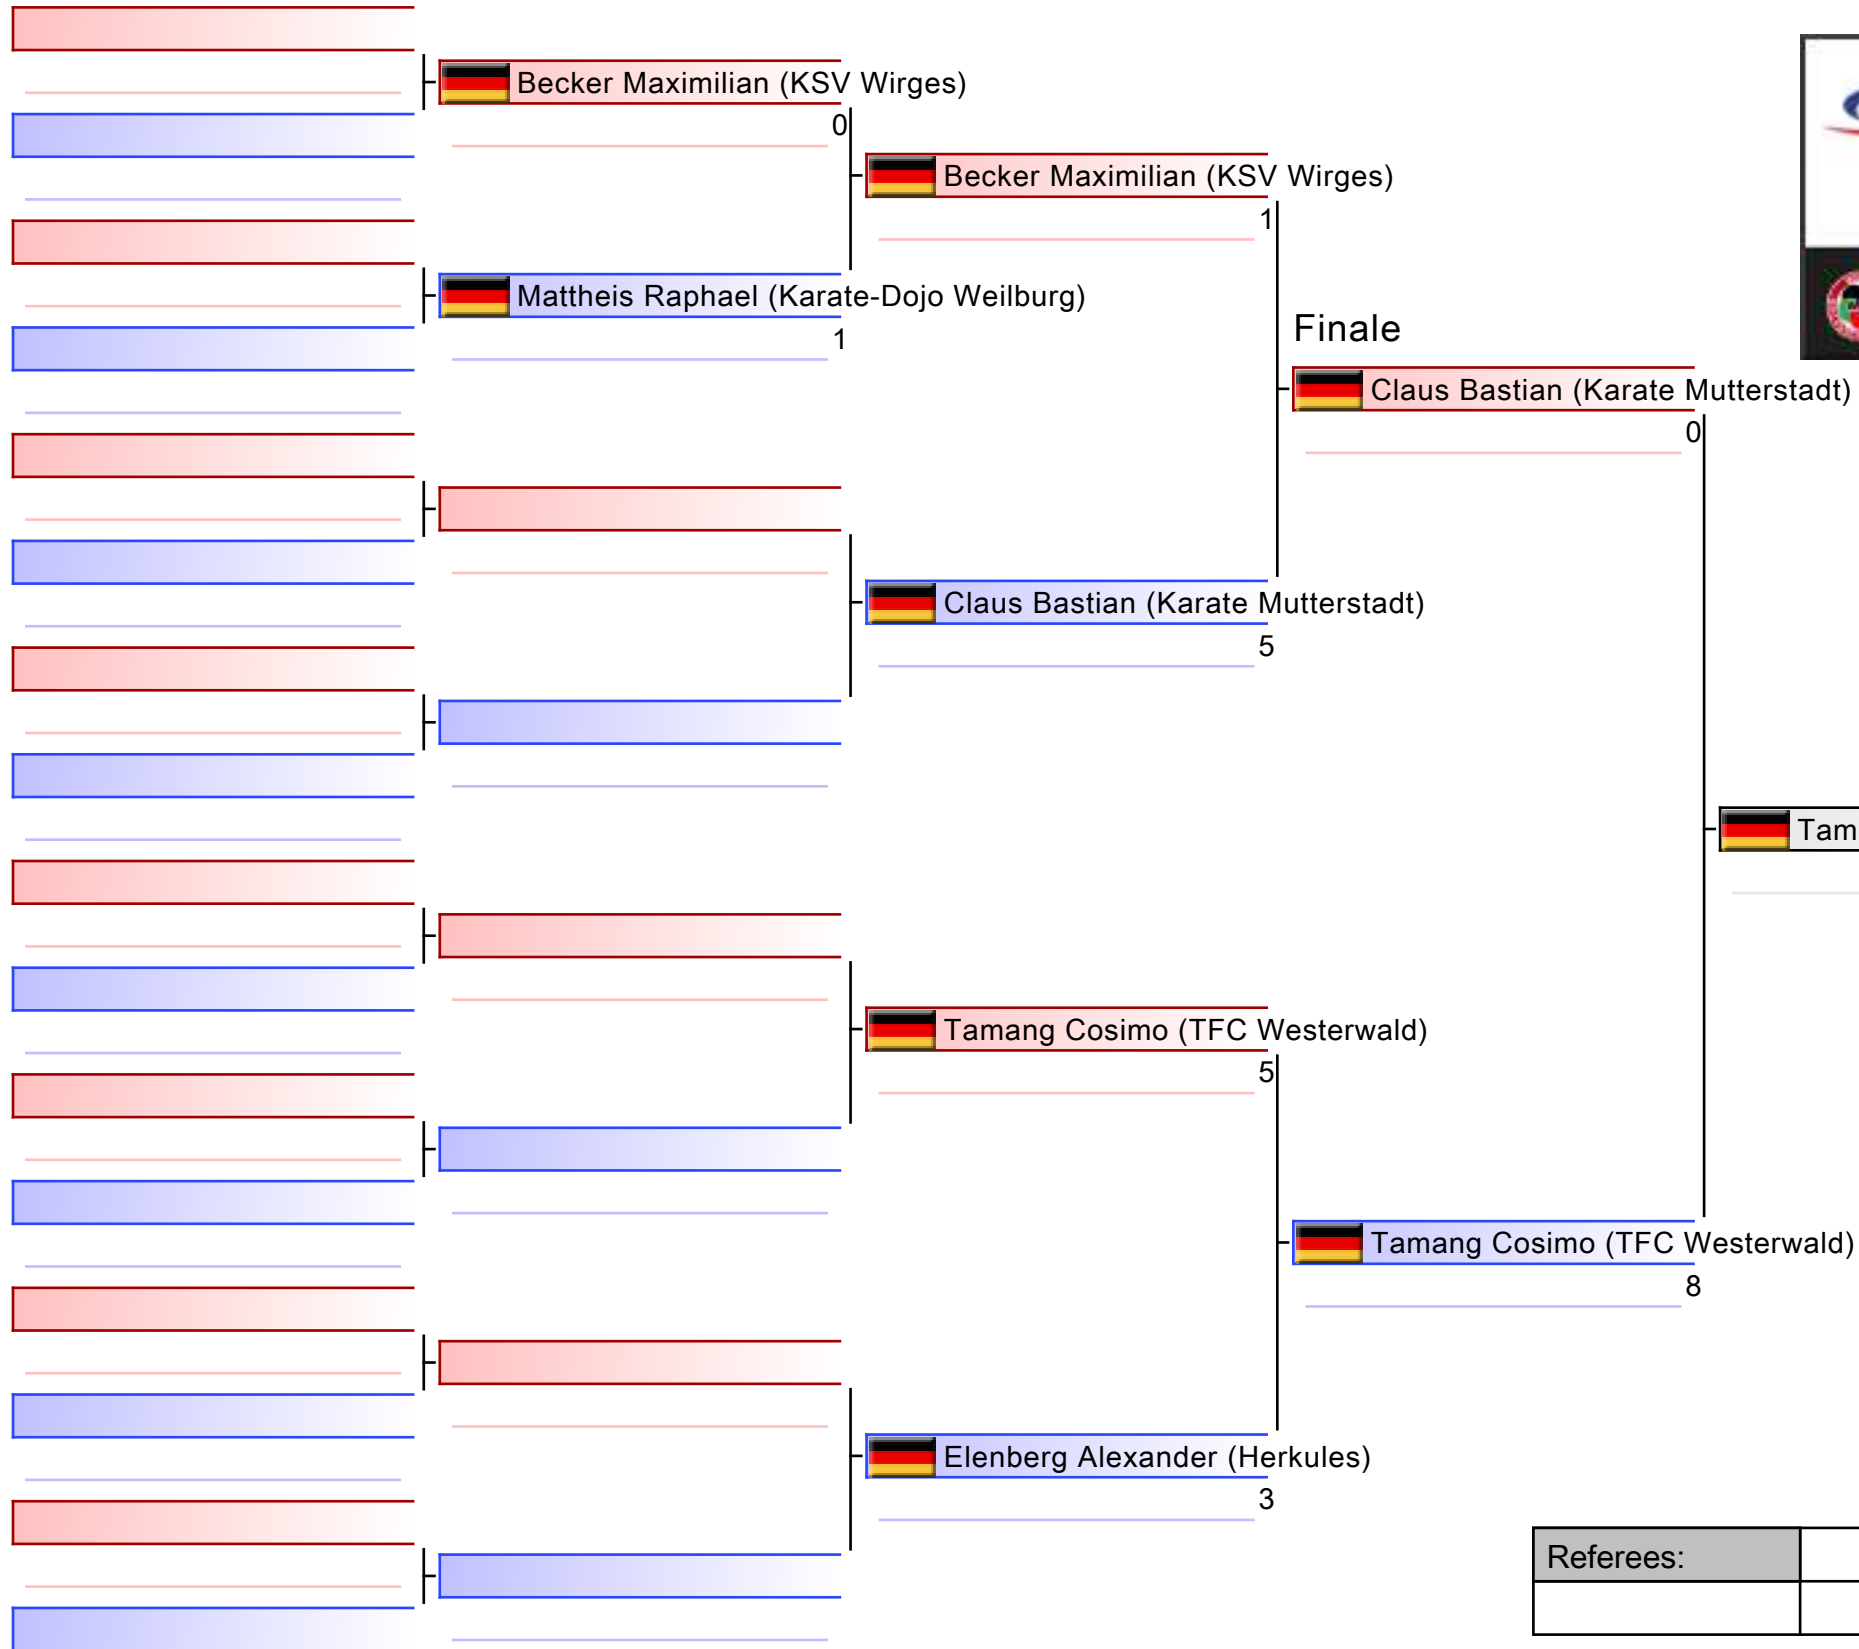 Becker Maximilian (KSV Wirges)
0
Becker Maximilian (KSV Wirges)
1
Mattheis Raphael (Karate-Dojo Weilburg)
1
Finale
Claus Bastian (Karate Mutterstadt)
0
Claus Bastian (Karate Mutterstadt)
5
Tam
Tamang Cosimo (TFC Westerwald)
5
Tamang Cosimo (TFC Westerwald)
8
Elenberg Alexander (Herkules)
3
Referees: